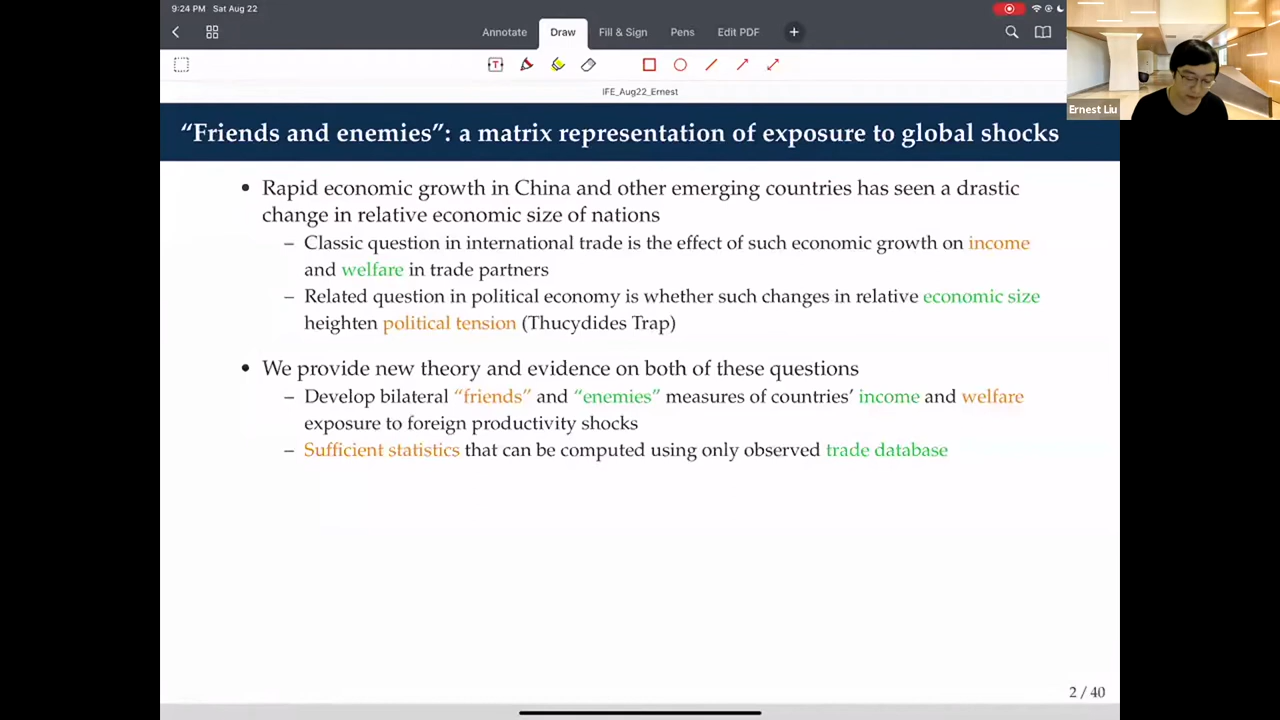 9:24 PM Sat Aug 22
Annotate Draw Fill & Sign Pens Edit PDF
T
IFE_Aug22_Ernest
Ernest Liu
“Friends and enemies”: a matrix representation of exposure to global shocks
• Rapid economic growth in China and other emerging countries has seen a drastic
change in relative economic size of nations
– Classic question in international trade is the effect of such economic growth on income
and welfare in trade partners
– Related question in political economy is whether such changes in relative economic size
heighten political tension (Thucydides Trap)
• We provide new theory and evidence on both of these questions
– Develop bilateral “friends” and “enemies” measures of countries’ income and welfare
exposure to foreign productivity shocks
– Sufficient statistics that can be computed using only observed trade database
2 / 40